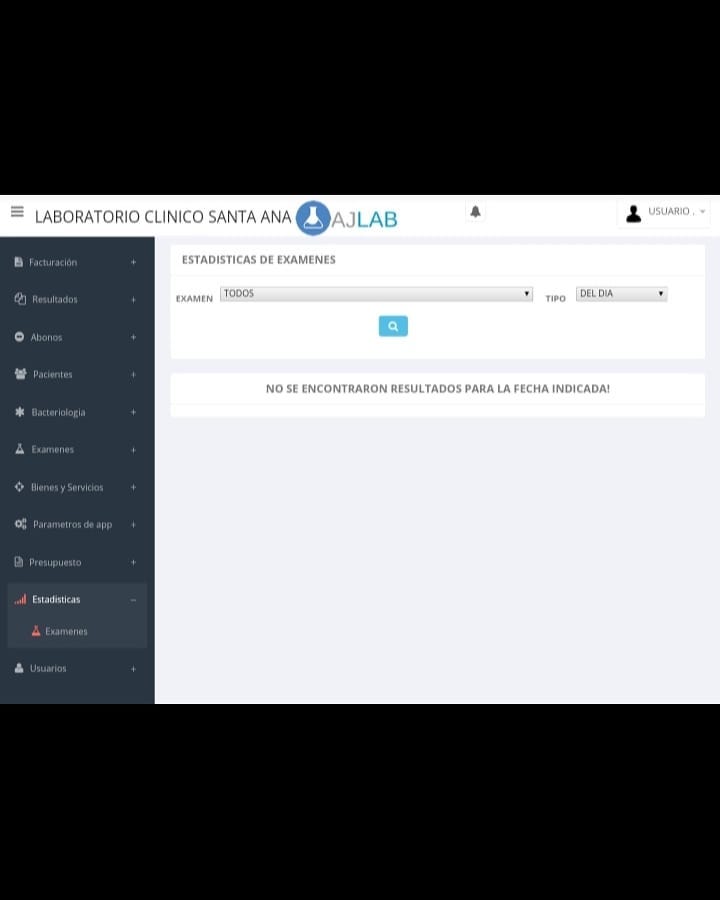 LABORATORIO CLINICO SANTA ANA AJLAB
USUARIO .
Facturación +
Resultados +
Abonos +
Pacientes +
Bacteriologia +
Examenes +
Bienes y Servicios +
Parametros de app +
Presupuesto +
Estadisticas –
Examenes
Usuarios +
ESTADISTICAS DE EXAMENES
EXAMEN TODOS TIPO DEL DIA
NO SE ENCONTRARON RESULTADOS PARA LA FECHA INDICADA!